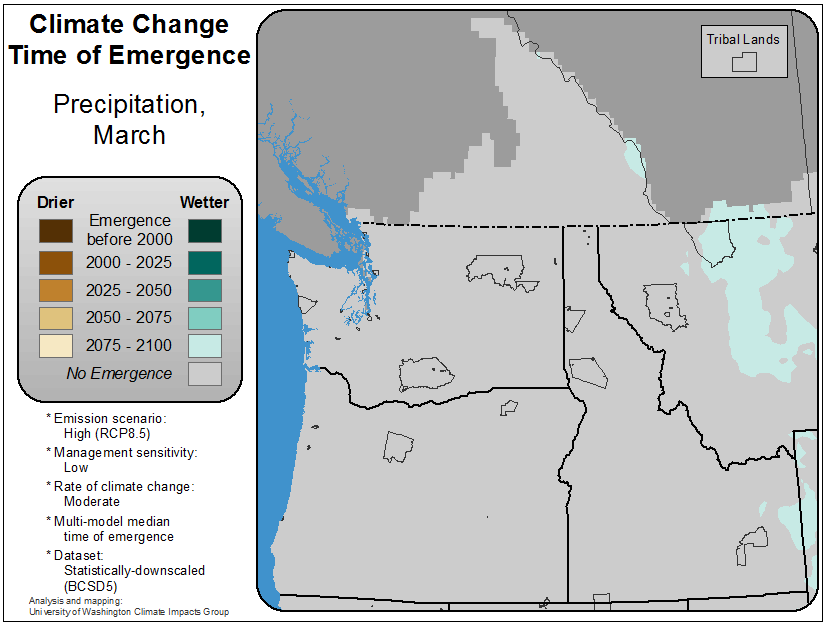 Climate Change
Time of Emergence
Precipitation,
March
Drier
Wetter
Emergence
before 2000
2000 - 2025
2025 - 2050
2050 - 2075
2075 - 2100
No Emergence
* Emission scenario:
High (RCP8.5)
* Management sensitivity:
Low
* Rate of climate change:
Moderate
* Multi-model median
time of emergence
* Dataset:
Statistically-downscaled
(BCSD5)
Analysis and mapping:
University of Washington Climate Impacts Group
Tribal Lands